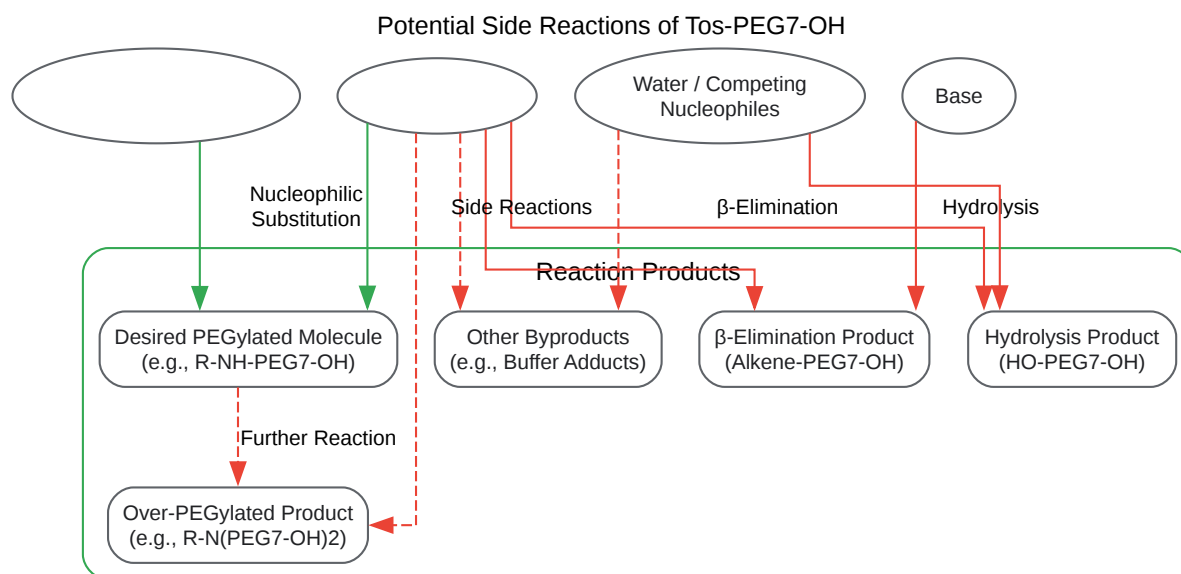 Potential Side Reactions of Tos-PEG7-OH
Water / Competing
Nucleophiles
Base
Nucleophilic
Substitution
Side Reactions
β-Elimination
Hydrolysis
Reaction Products
Desired PEGylated Molecule
(e.g., R-NH-PEG7-OH)
Other Byproducts
(e.g., Buffer Adducts)
β-Elimination Product
(Alkene-PEG7-OH)
Hydrolysis Product
(HO-PEG7-OH)
Further Reaction
Over-PEGylated Product
(e.g., R-N(PEG7-OH)2)